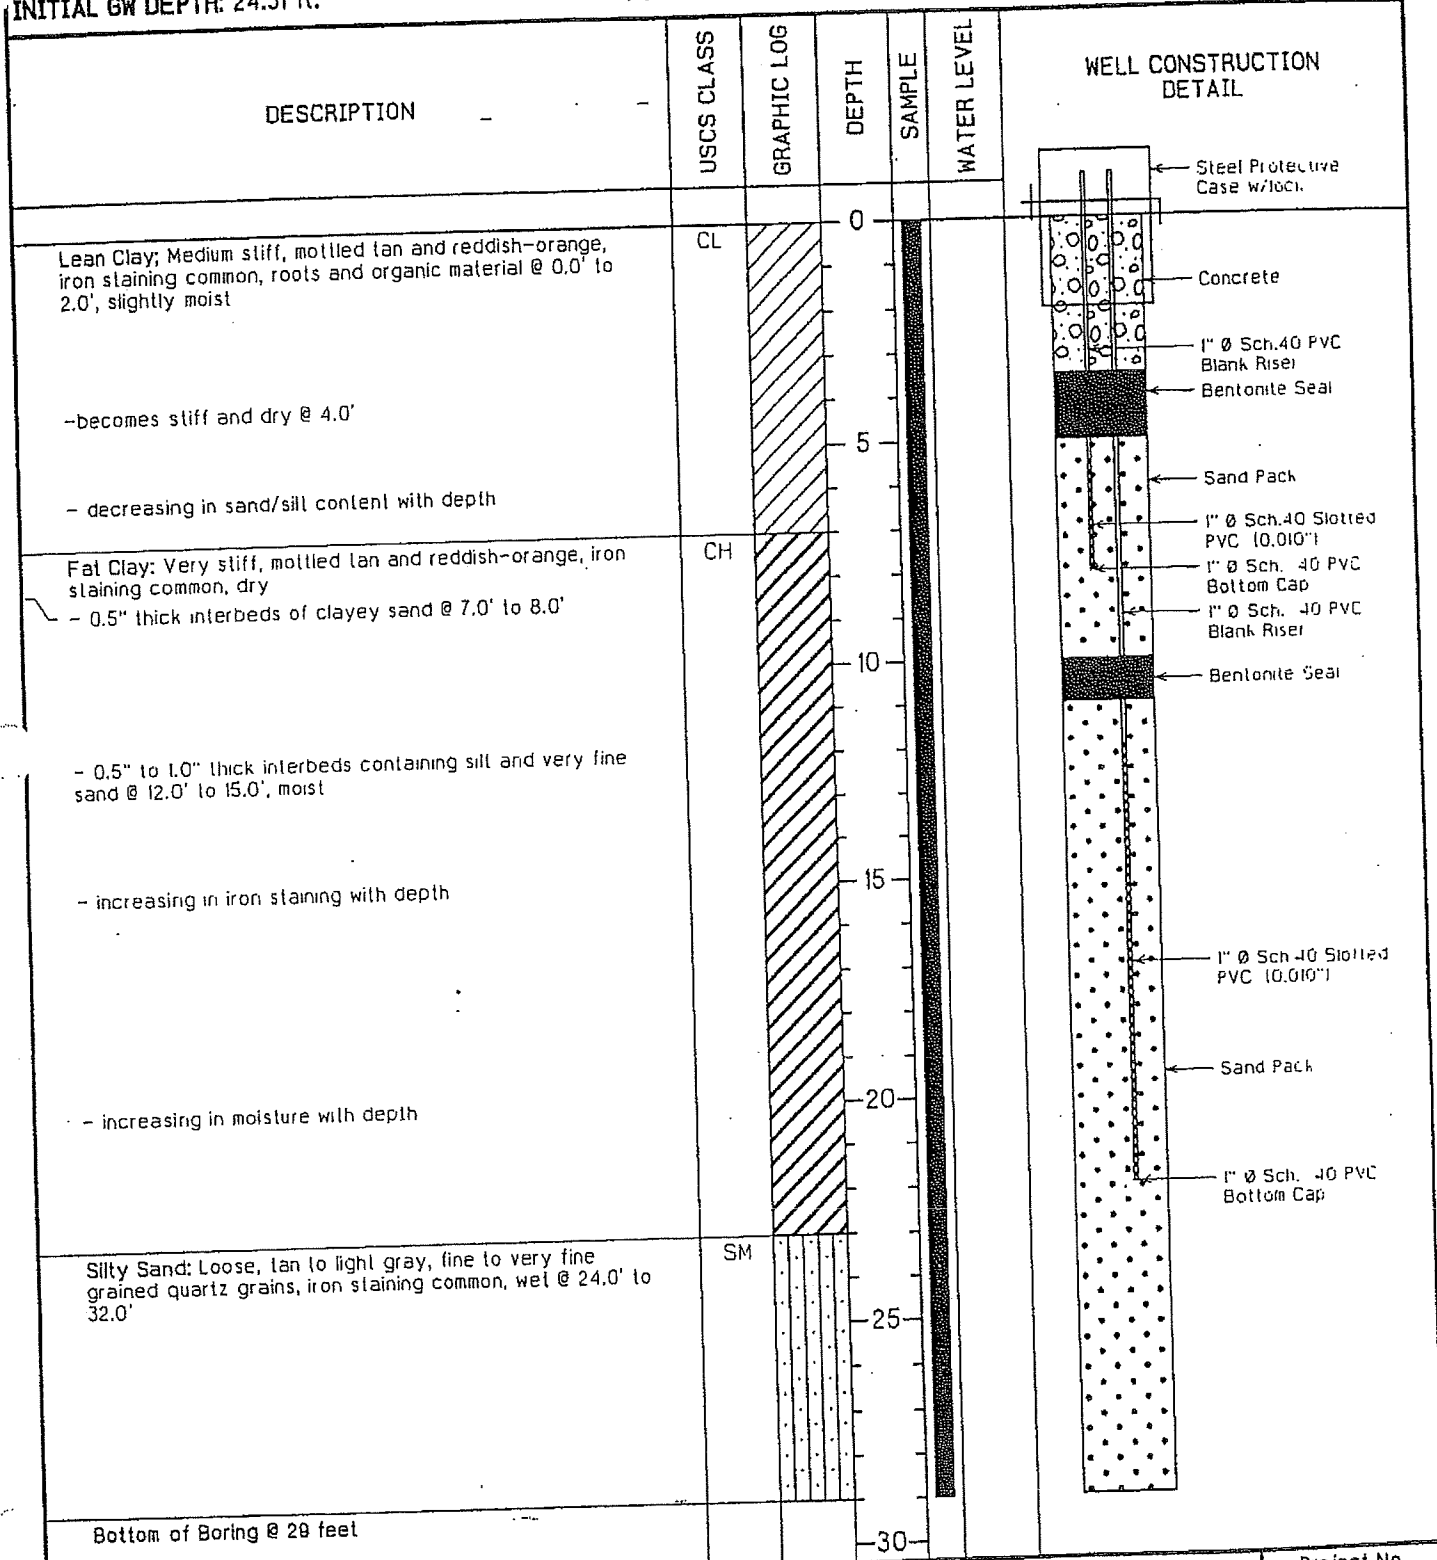 INITIAL GW DEPTH: 24.5FT.
DESCRIPTION
USCS CLASS
GRAPHIC LOG
DEPTH
SAMPLE
WATER LEVEL
WELL CONSTRUCTION
DETAIL
Steel Protective
Case w/lock
0
Lean Clay; Medium stiff, mottled tan and reddish-orange,
iron staining common, roots and organic material @ 0.0' to
2.0', slightly moist
CL
Concrete
1" Ø Sch.40 PVC
Blank Riser
Bentonite Seal
-becomes stiff and dry @ 4.0'
5
Sand Pack
- decreasing in sand/silt content with depth
1" Ø Sch.40 Slotted
PVC (0.010")
Fat Clay: Very stiff, mottled tan and reddish-orange, iron
staining common, dry
CH
1" Ø Sch. 40 PVC
Bottom Cap
- 0.5" thick interbeds of clayey sand @ 7.0' to 8.0'
1" Ø Sch. 40 PVC
Blank Riser
10
Bentonite Seal
- 0.5" to 1.0" thick interbeds containing silt and very fine
sand @ 12.0' to 15.0', moist
15
- increasing in iron staining with depth
1" Ø Sch 40 Slotted
PVC (0.010")
Sand Pack
20
- increasing in moisture with depth
1" Ø Sch. 40 PVC
Bottom Cap
Silty Sand: Loose, tan to light gray, fine to very fine
grained quartz grains, iron staining common, wet @ 24.0' to
32.0'
SM
25
Bottom of Boring @ 29 feet
30
Project No.